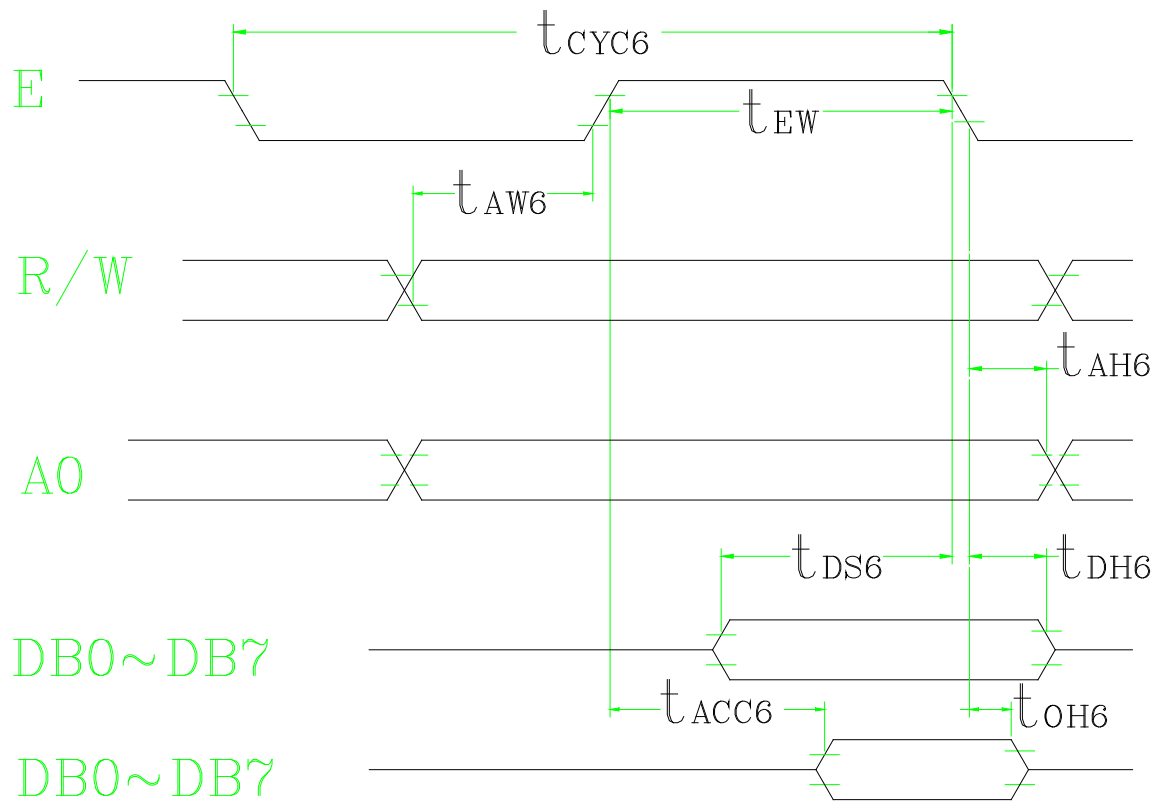 tCYC6
E
tEW
tAW6
R/W
tAH6
A0
tDS6
tDH6
DB0~DB7
tACC6
tOH6
DB0~DB7